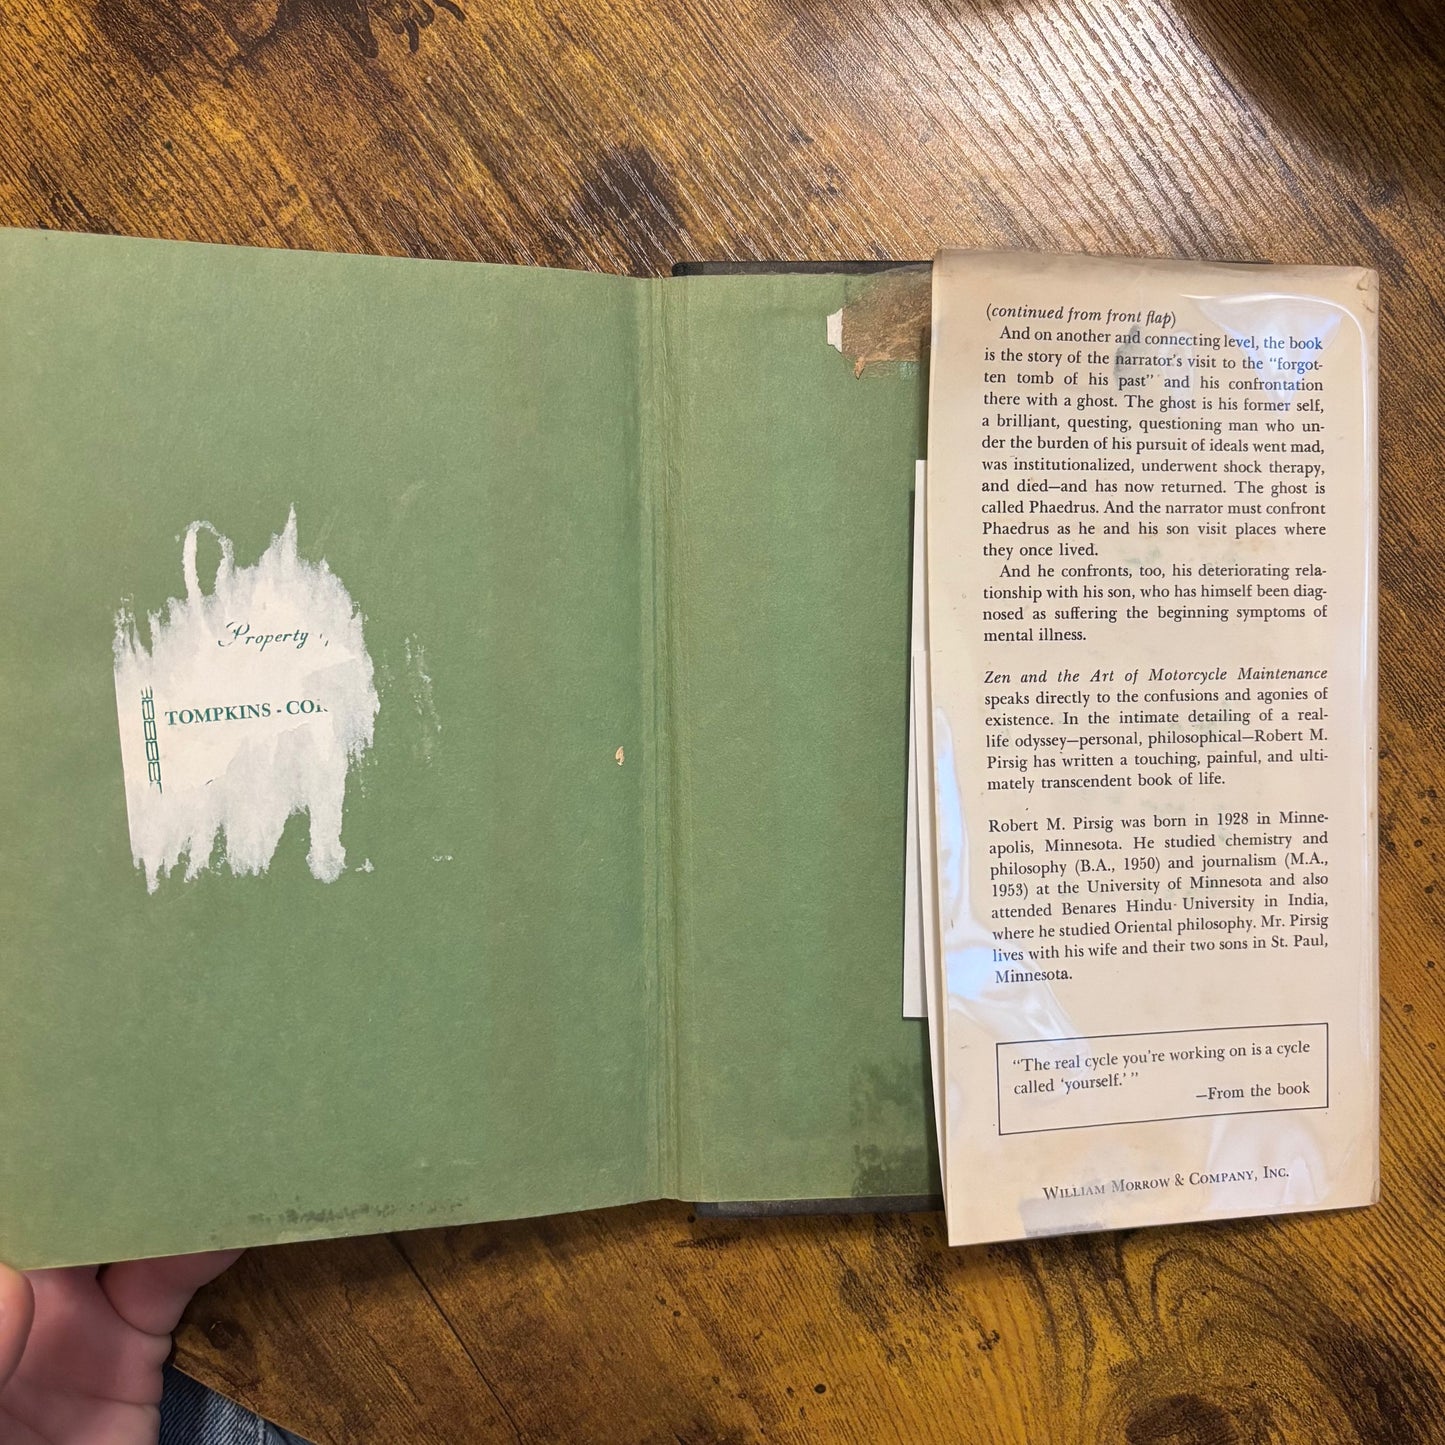 Property
TOMPKINS - CO
(continued from front flap)
And on another and connecting level, the book
is the story of the narrator's visit to the "forgot-
ten tomb of his past" and his confrontation
there with a ghost. The ghost is his former self,
a brilliant, questing, questioning man who un-
der the burden of his pursuit of ideals went mad,
was institutionalized, underwent shock therapy,
and died—and has now returned. The ghost is
called Phaedrus. And the narrator must confront
Phaedrus as he and his son visit places where
they once lived.
And he confronts, too, his deteriorating rela-
tionship with his son, who has himself been diag-
nosed as suffering the beginning symptoms of
mental illness.
Zen and the Art of Motorcycle Maintenance
speaks directly to the confusions and agonies of
existence. In the intimate detailing of a real-
life odyssey—personal, philosophical—Robert M.
Pirsig has written a touching, painful, and ulti-
mately transcendent book of life.
Robert M. Pirsig was born in 1928 in Minne-
apolis, Minnesota. He studied chemistry and
philosophy (B.A., 1950) and journalism (M.A.,
1953) at the University of Minnesota and also
attended Benares Hindu University in India,
where he studied Oriental philosophy. Mr. Pirsig
lives with his wife and their two sons in St. Paul,
Minnesota.
"The real cycle you're working on is a cycle
called 'yourself.'"
—From the book
William Morrow & Company, Inc.